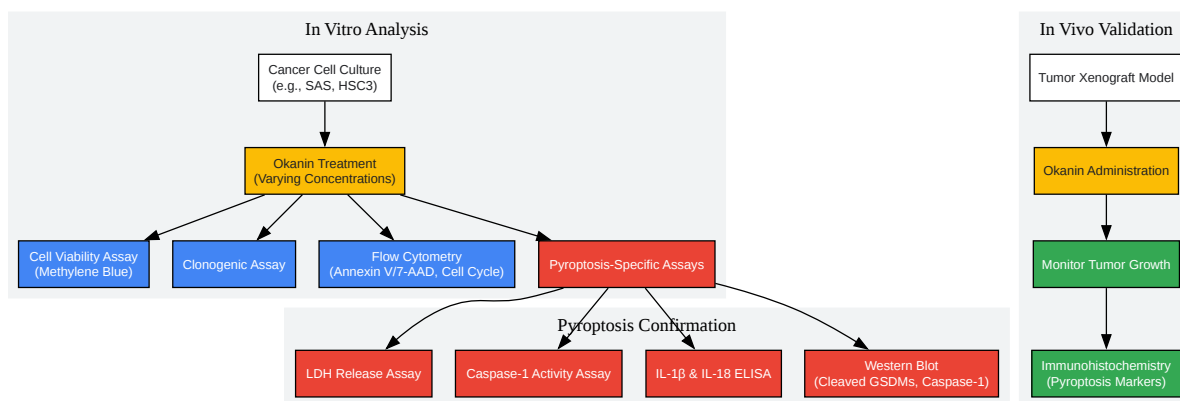 In Vitro Analysis
Cancer Cell Culture
(e.g., SAS, HSC3)
Okanin Treatment
(Varying Concentrations)
Cell Viability Assay
(Methylene Blue)
Clonogenic Assay
Flow Cytometry
(Annexin V/7-AAD, Cell Cycle)
Pyroptosis-Specific Assays
Pyroptosis Confirmation
LDH Release Assay
Caspase-1 Activity Assay
IL-1β & IL-18 ELISA
Western Blot
(Cleaved GSDMs, Caspase-1)
In Vivo Validation
Tumor Xenograft Model
Okanin Administration
Monitor Tumor Growth
Immunohistochemistry
(Pyroptosis Markers)